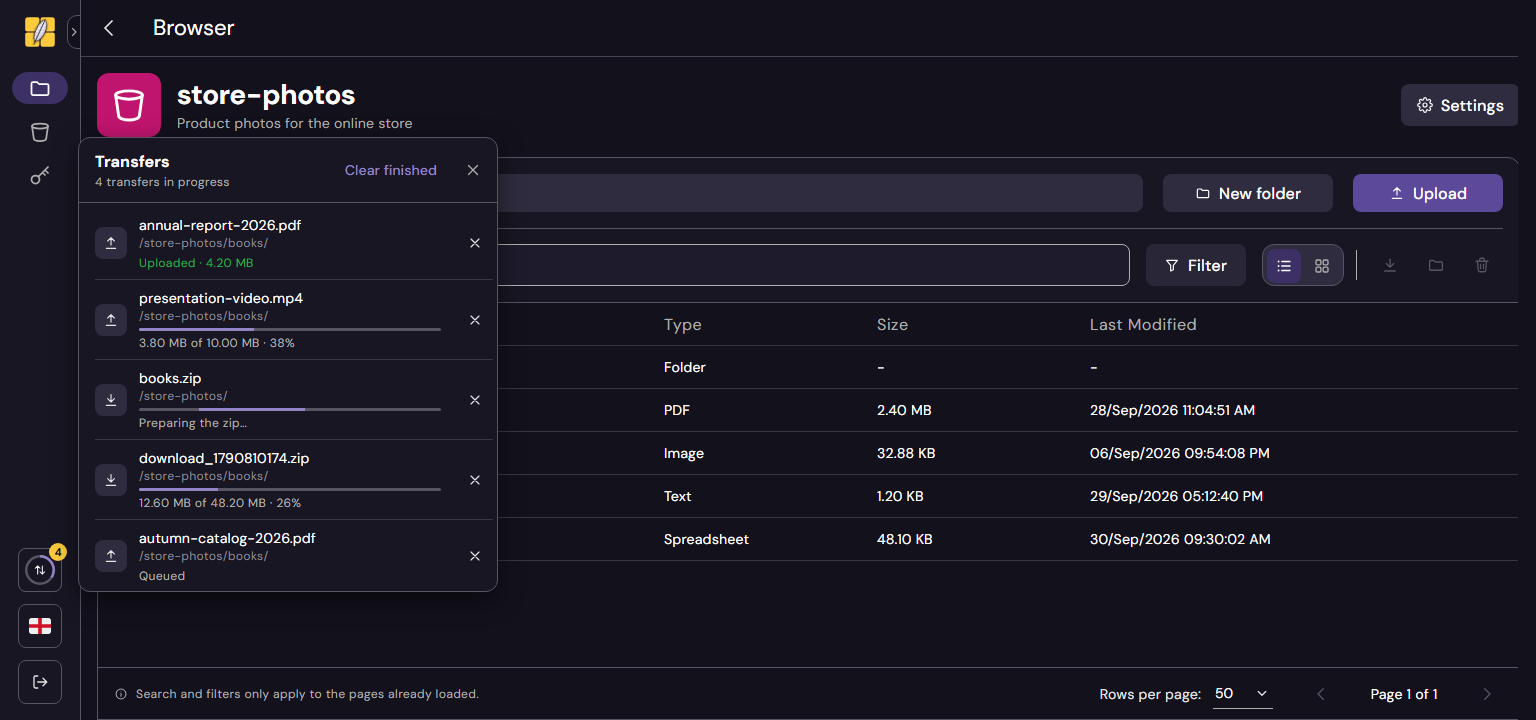 Browser
store-photos
Product photos for the online store
Settings
Transfers
4 transfers in progress
Clear finished
annual-report-2026.pdf
/store-photos/books/
Uploaded · 4.20 MB
presentation-video.mp4
/store-photos/books/
3.80 MB of 10.00 MB · 38%
books.zip
/store-photos/
Preparing the zip...
download_1790810174.zip
/store-photos/books/
12.60 MB of 48.20 MB · 26%
autumn-catalog-2026.pdf
/store-photos/books/
Queued
4
New folder
Upload
Filter
Type Size Last Modified
Folder - -
PDF 2.40 MB 28/Sep/2026 11:04:51 AM
Image 32.88 KB 06/Sep/2026 09:54:08 PM
Text 1.20 KB 29/Sep/2026 05:12:40 PM
Spreadsheet 48.10 KB 30/Sep/2026 09:30:02 AM
Search and filters only apply to the pages already loaded.
Rows per page: 50
Page 1 of 1